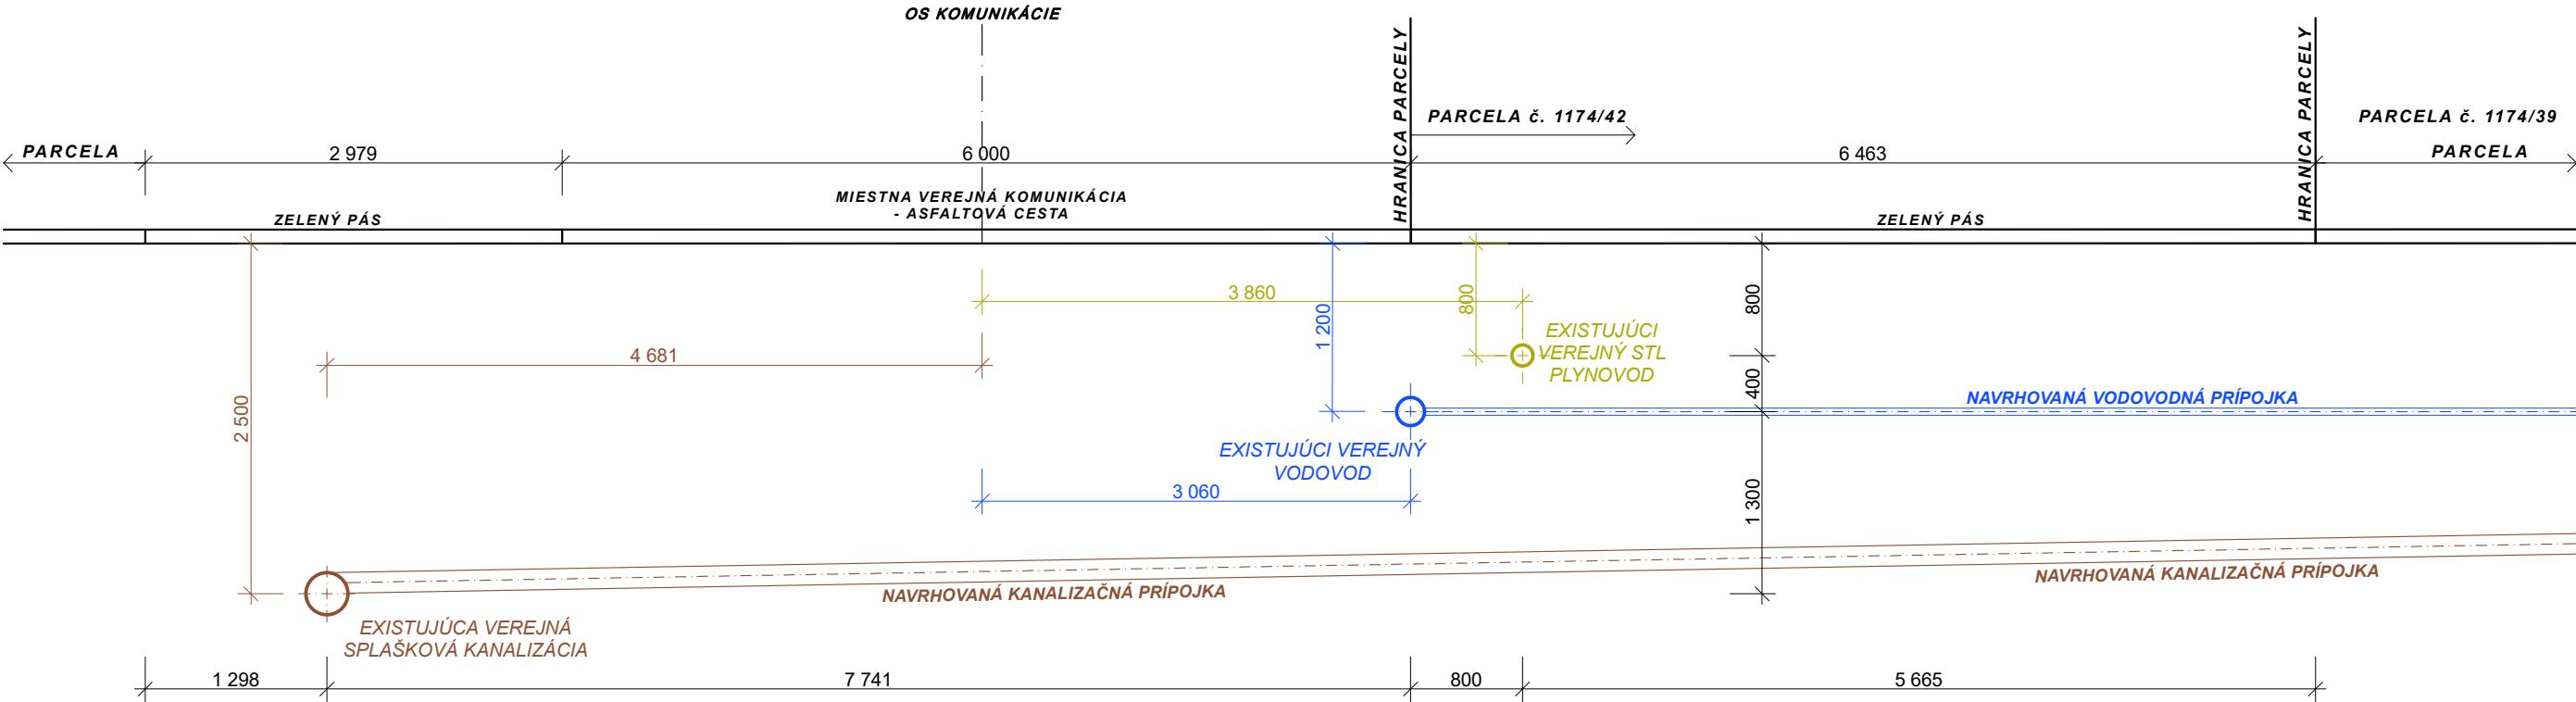 OS KOMUNIKÁCIE
HRANICA PARCELY
HRANICA PARCELY
PARCELA č. 1174/42
PARCELA č. 1174/39
PARCELA
2 979
6 000
6 463
PARCELA
MIESTNA VEREJNÁ KOMUNIKÁCIA
- ASFALTOVÁ CESTA
ZELENÝ PÁS
ZELENÝ PÁS
3 860
800
800
1 200
4 681
EXISTUJÚCI
VEREJNÝ STL
PLYNOVOD
400
2 500
NAVRHOVANÁ VODOVODNÁ PRÍPOJKA
EXISTUJÚCI VEREJNÝ
VODOVOD
3 060
1 300
NAVRHOVANÁ KANALIZAČNÁ PRÍPOJKA
NAVRHOVANÁ KANALIZAČNÁ PRÍPOJKA
EXISTUJÚCA VEREJNÁ
SPLAŠKOVÁ KANALIZÁCIA
1 298
7 741
800
5 665